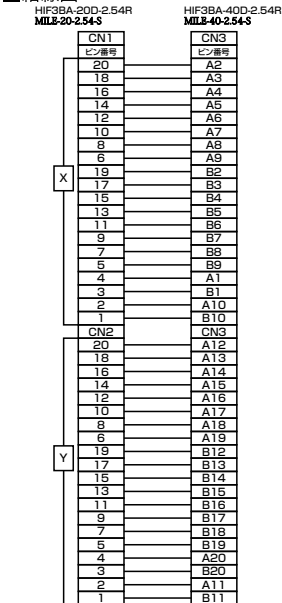 HIF3BA-20D-2.54R HIF3BA-40D-2.54R
MILE-20-2.54-S MILE-40-2.54-S
CN1 CN3
ピン番号 ピン番号
20 A2
18 A3
16 A4
14 A5
12 A6
10 A7
8 A8
6 A9
X
19 B2
17 B3
15 B4
13 B5
11 B6
9 B7
7 B8
5 B9
4 A1
3 B1
2 A10
1 B10
CN2 CN3
20 A12
18 A13
16 A14
14 A15
12 A16
10 A17
8 A18
6 A19
Y
19 B12
17 B13
15 B14
13 B15
11 B16
9 B17
7 B18
5 B19
4 A20
3 B20
2 A11
1 B11